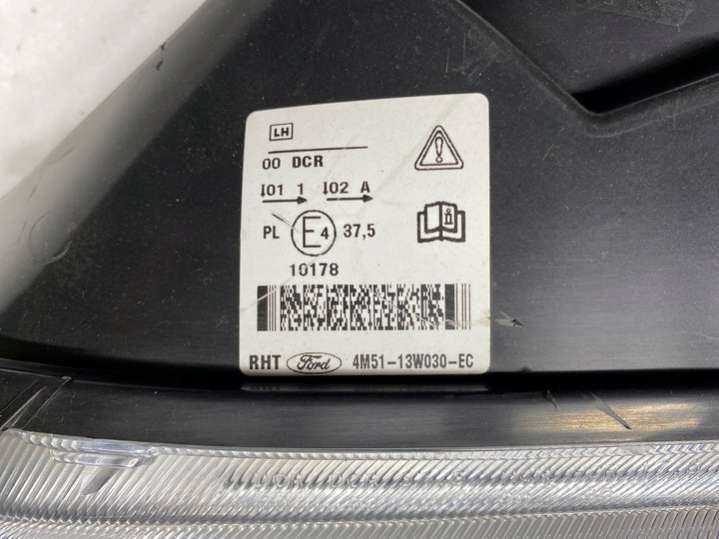 LH
00 DCR
I01 1 I02 A
PL E4 37,5
10178
RHT Ford 4M51-13W030-EC